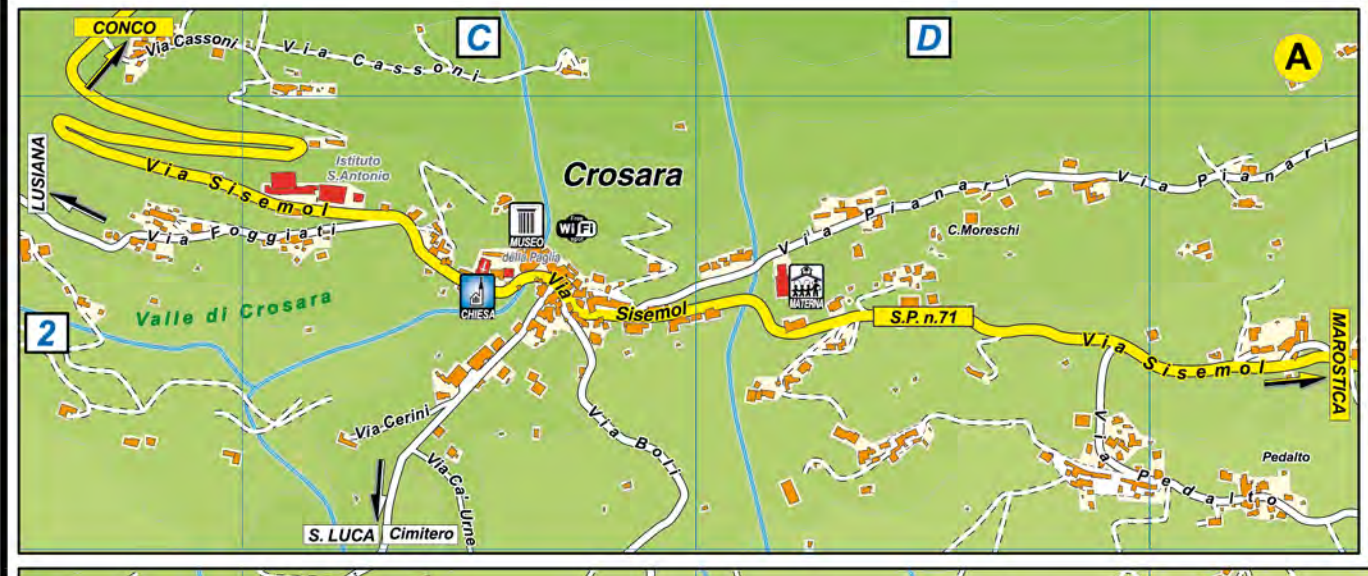 CONCO
Via Cassoni
Via Cassoni
C
D
A
LUSIANA
Via Sisemol
Istituto
S.Antonio
Crosara
Via Pianari
Via Pianari
Via Foggiati
MUSEO
della Paglia
Free
Wi Fi
C.Moreschi
Valle di Crosara
CHIESA
Via
Sisemol
MATERNA
S.P. n.71
2
Via Sisemol
MAROSTICA
Via Cerini
Via Boli
Via Pedalto
Pedalto
Via Ca' Urne
S. LUCA
Cimitero